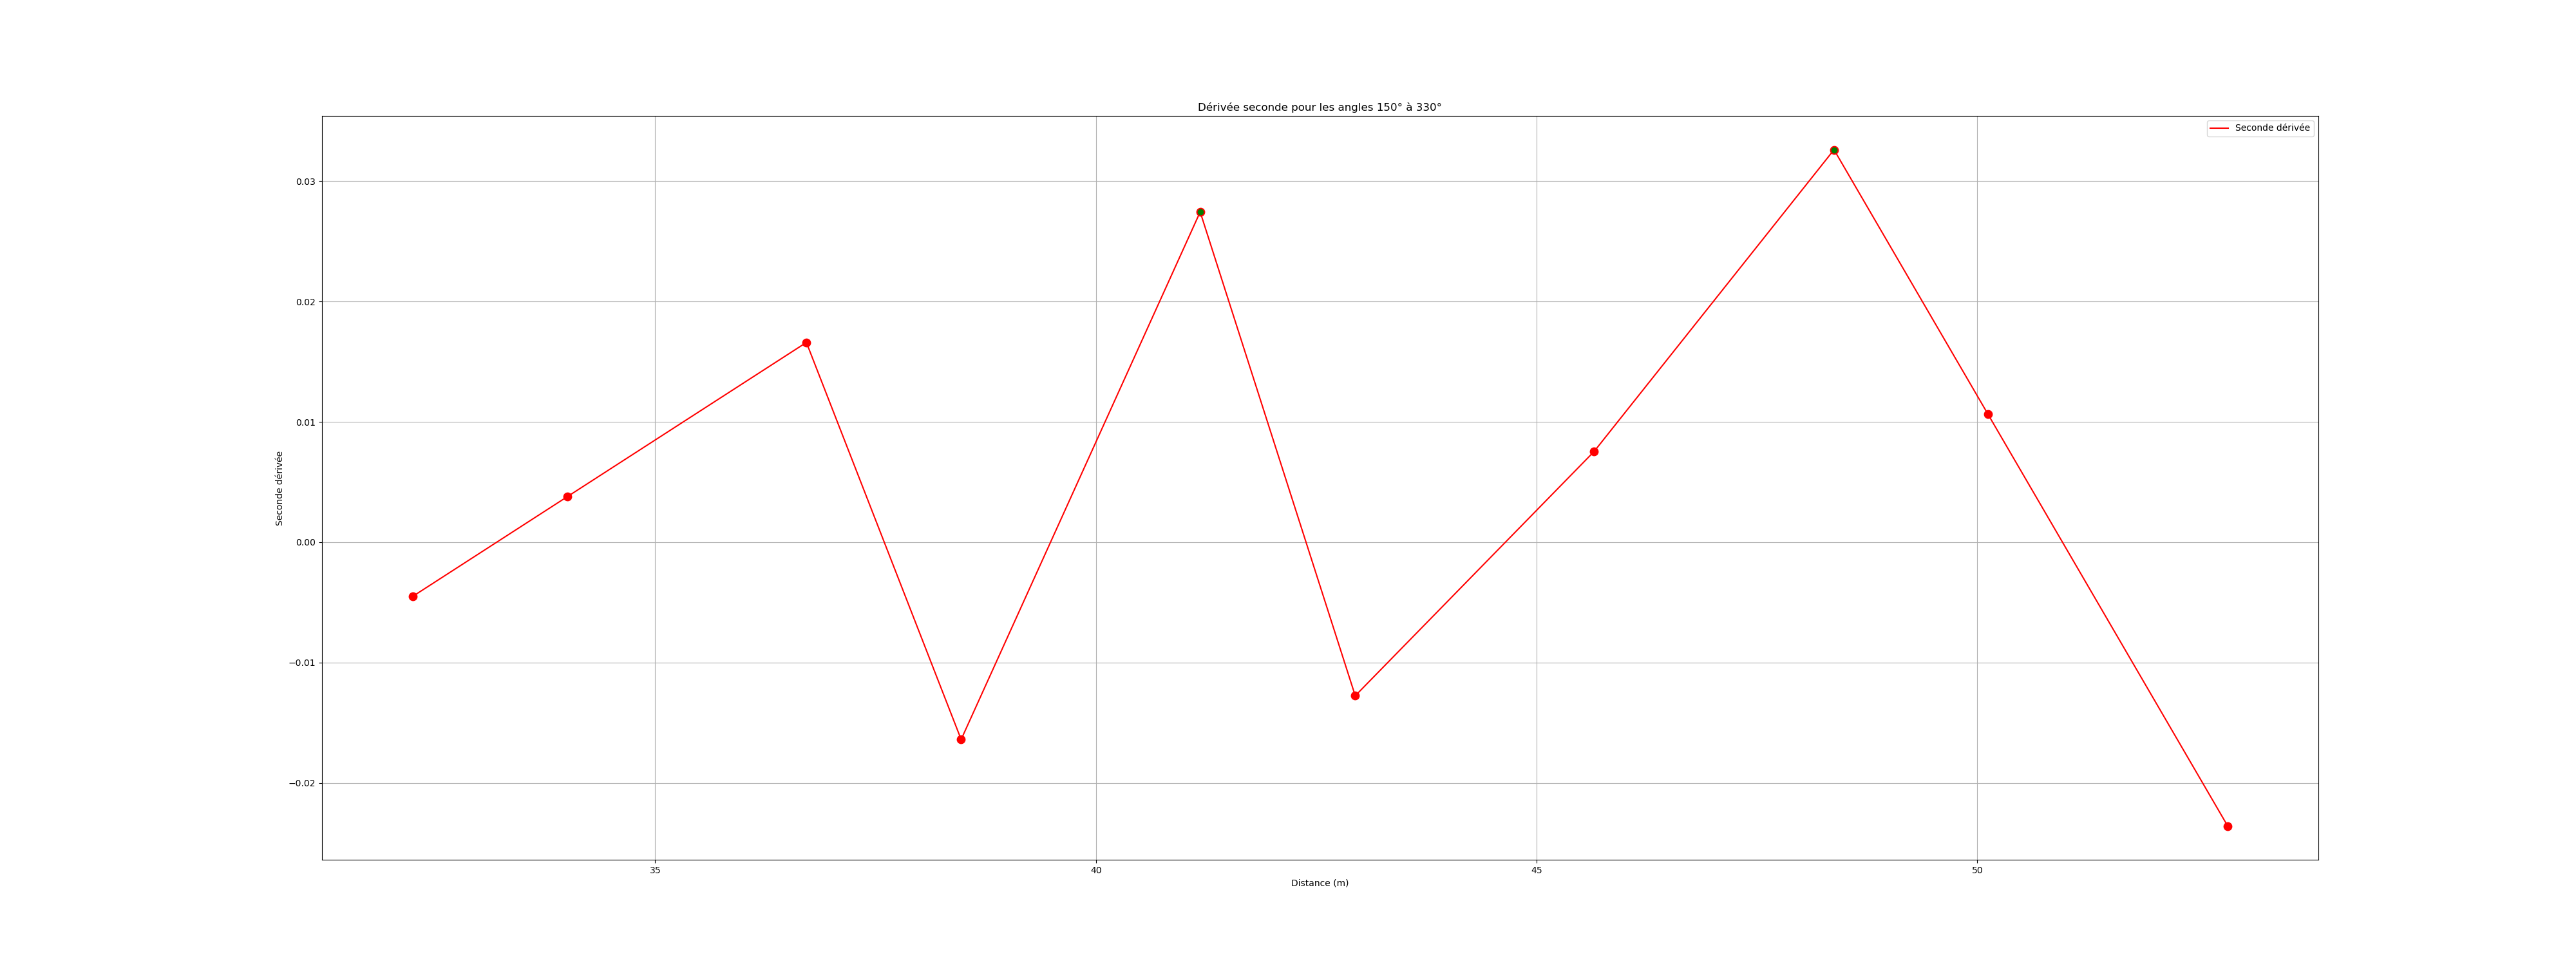 Dérivée seconde pour les angles 150° à 330°
Seconde dérivée
0.03
0.02
0.01
0.00
−0.01
−0.02
Seconde dérivée
35
40
45
50
Distance (m)